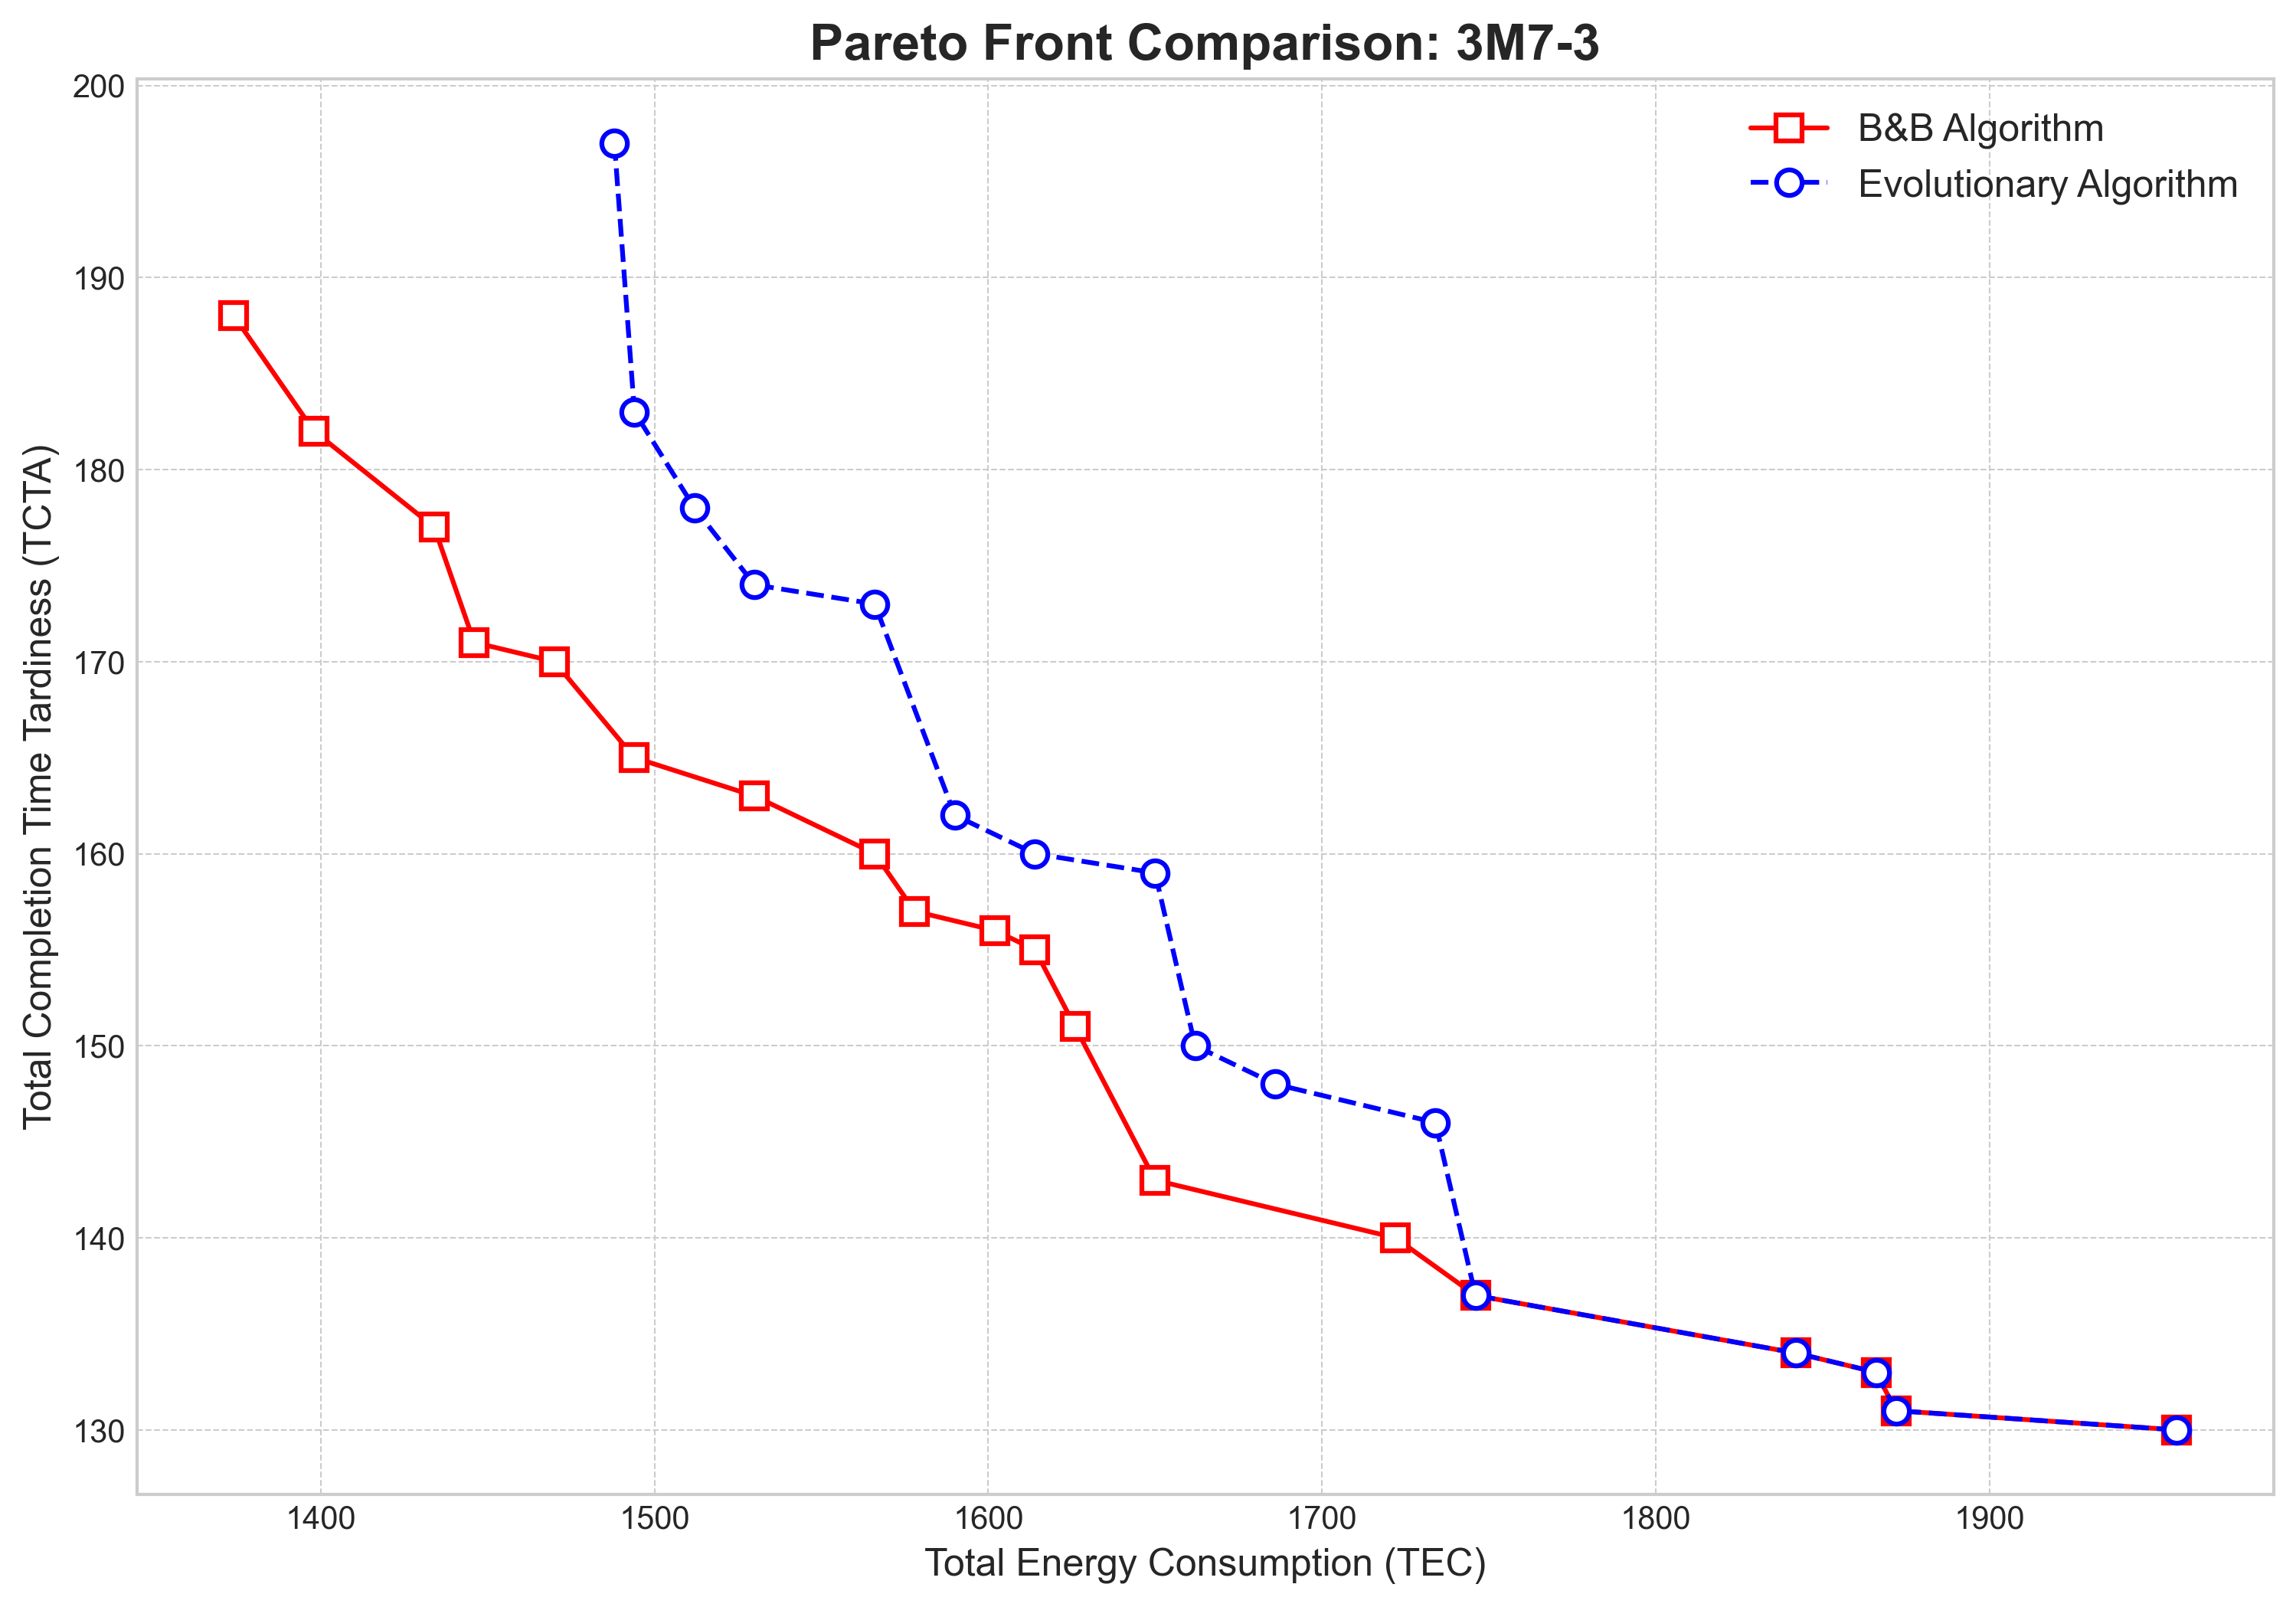 Pareto Front Comparison: 3M7-3
B&B Algorithm
Evolutionary Algorithm
Total Completion Time Tardiness (TCTA)
200
190
180
170
160
150
140
130
1400 1500 1600 1700 1800 1900
Total Energy Consumption (TEC)